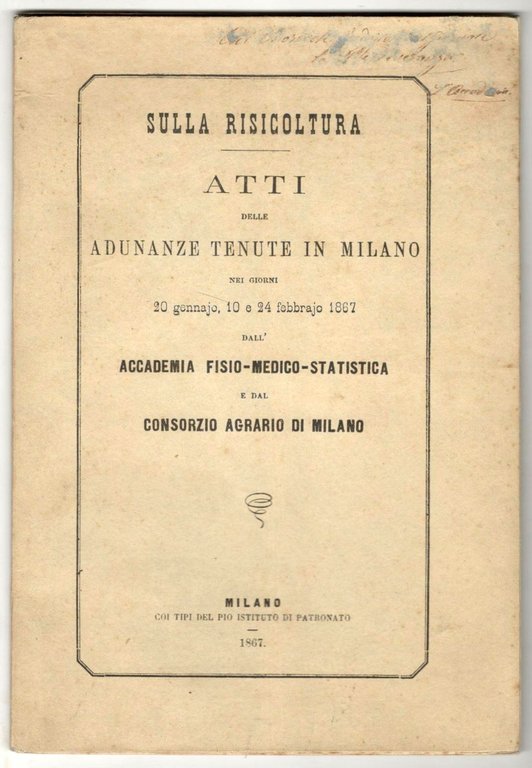 SULLA RISICOLTURA
ATTI
DELLE
ADUNANZE TENUTE IN MILANO
NEI GIORNI
20 gennajo, 10 e 24 febbrajo 1867
DALL'
ACCADEMIA FISIO-MEDICO-STATISTICA
E DAL
CONSORZIO AGRARIO DI MILANO
MILANO
COI TIPI DEL PIO ISTITUTO DI PATRONATO
1867.